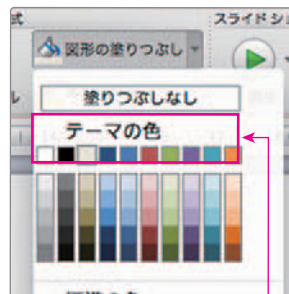 式
スライドシ
図形の塗りつぶし
ル
塗りつぶしなし
テーマの色